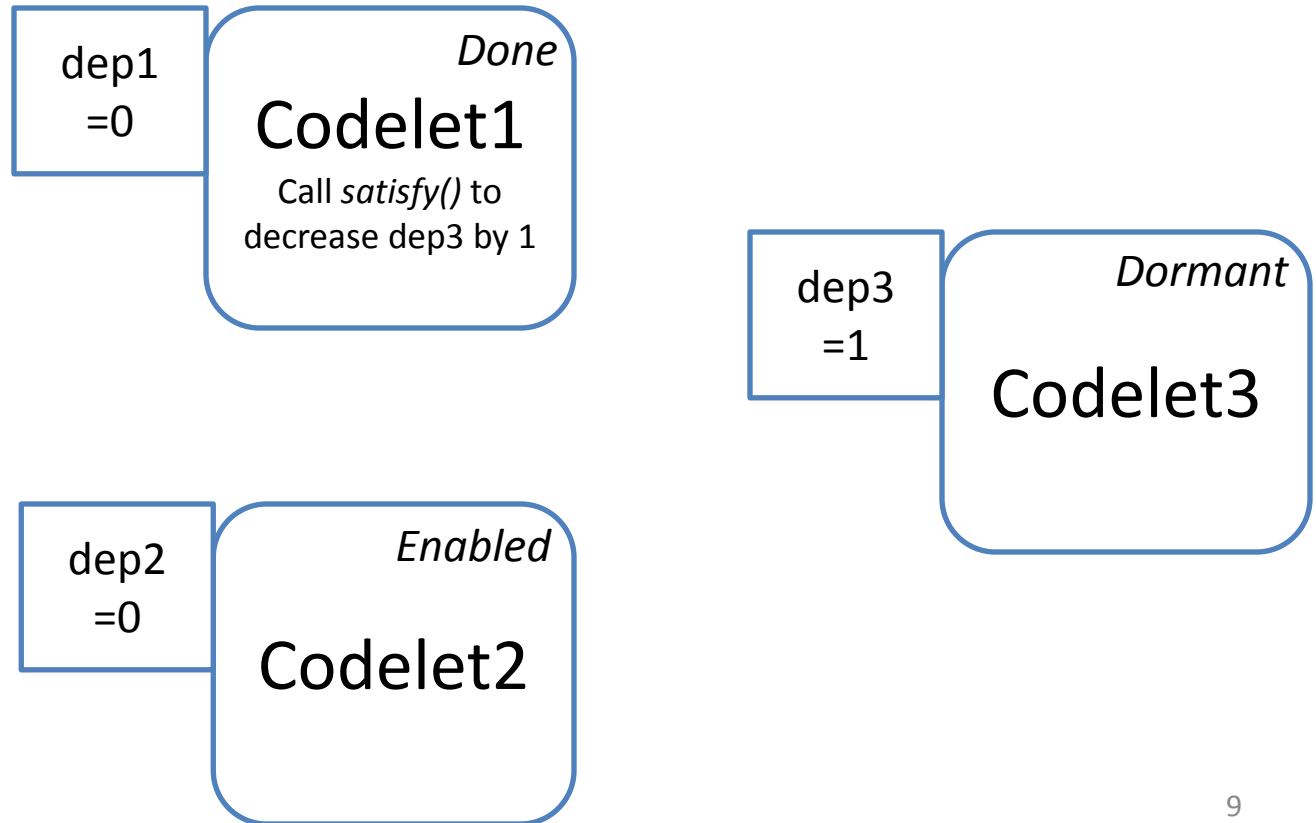 dep1
=0
Done
Codelet1
Call satisfy() to
decrease dep3 by 1
dep3
=1
Dormant
Codelet3
dep2
=0
Enabled
Codelet2
9